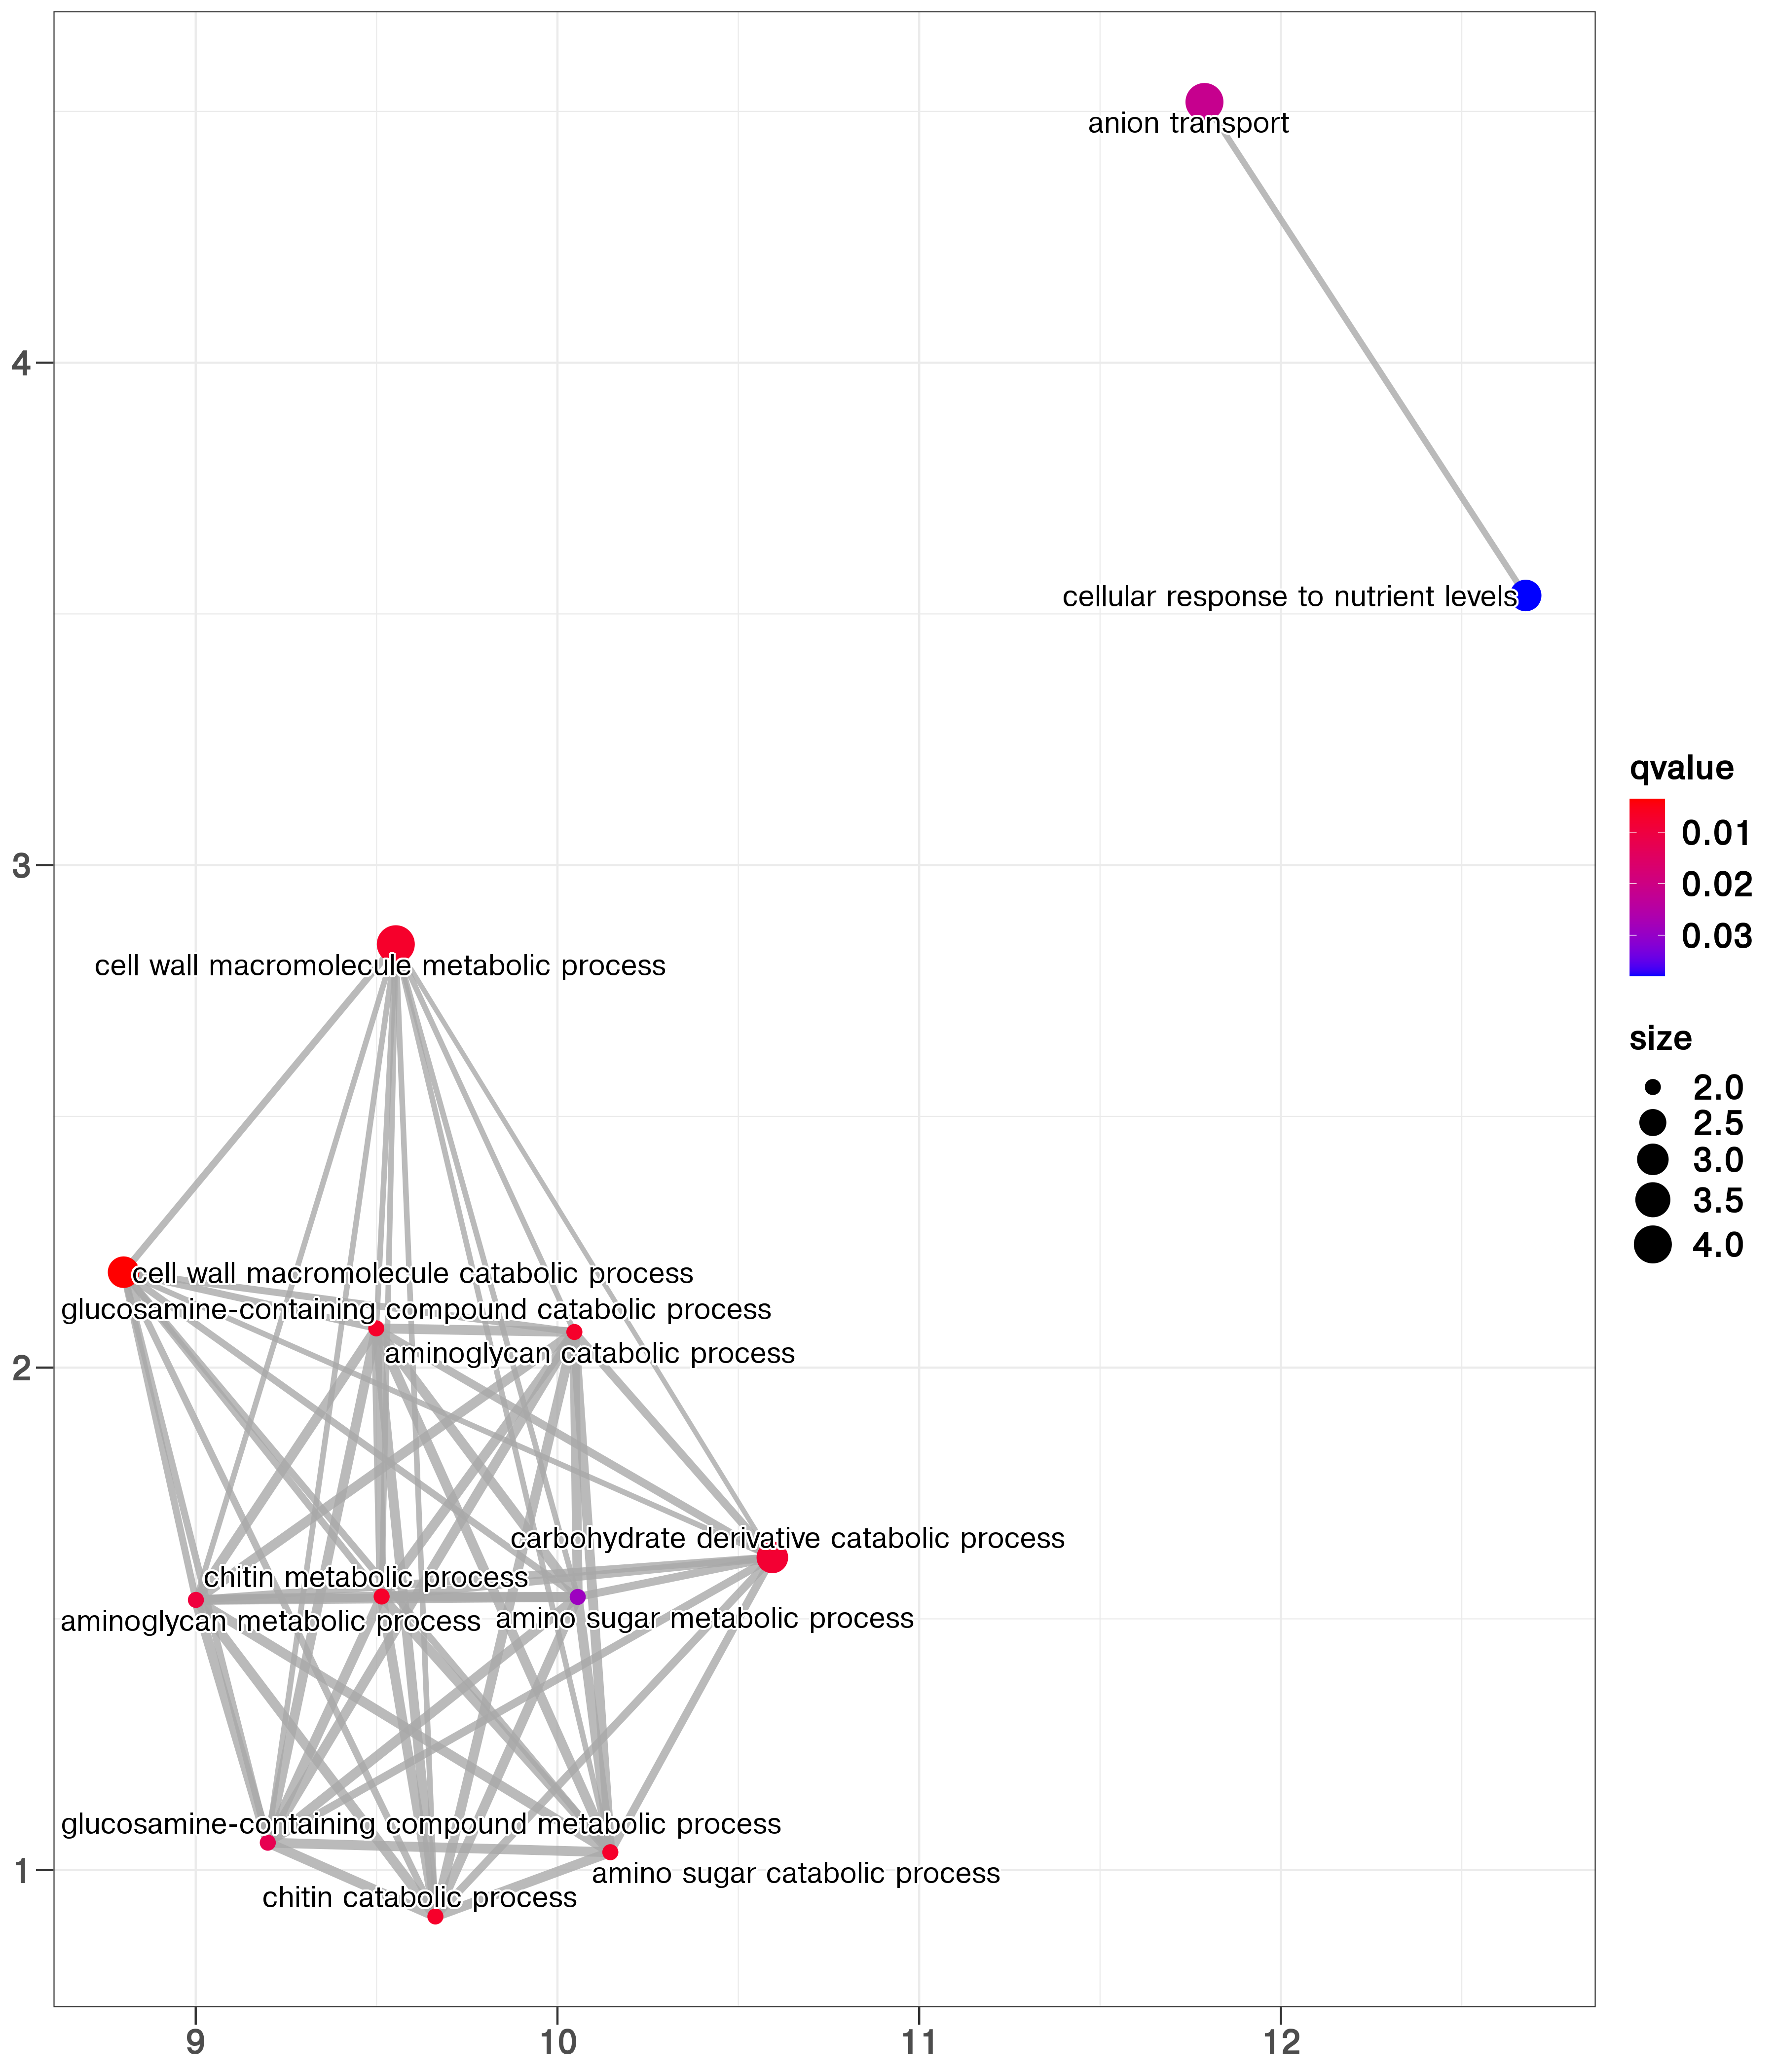 anion transport
4
cellular response to nutrient levels
qvalue
0.01
0.02
0.03
3
cell wall macromolecule metabolic process
size
2.0
2.5
3.0
3.5
4.0
cell wall macromolecule catabolic process
glucosamine-containing compound catabolic process
aminoglycan catabolic process
2
carbohydrate derivative catabolic process
chitin metabolic process
aminoglycan metabolic process
amino sugar metabolic process
glucosamine-containing compound metabolic process
1
amino sugar catabolic process
chitin catabolic process
9
10
11
12